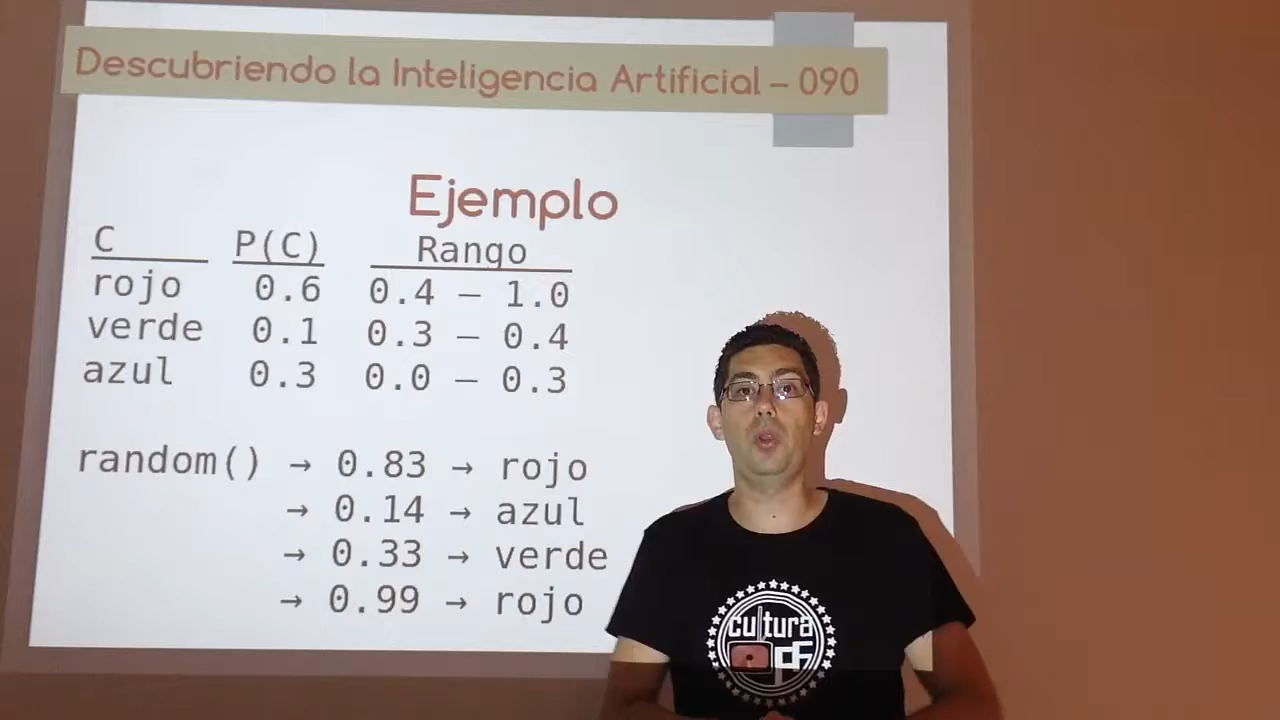 Descubriendo la Inteligencia Artificial – 090
Ejemplo
C P(C) Rango
rojo 0.6 0.4 – 1.0
verde 0.1 0.3 – 0.4
azul 0.3 0.0 – 0.3
random() → 0.83 → rojo
→ 0.14 → azul
→ 0.33 → verde
→ 0.99 → rojo
cultura